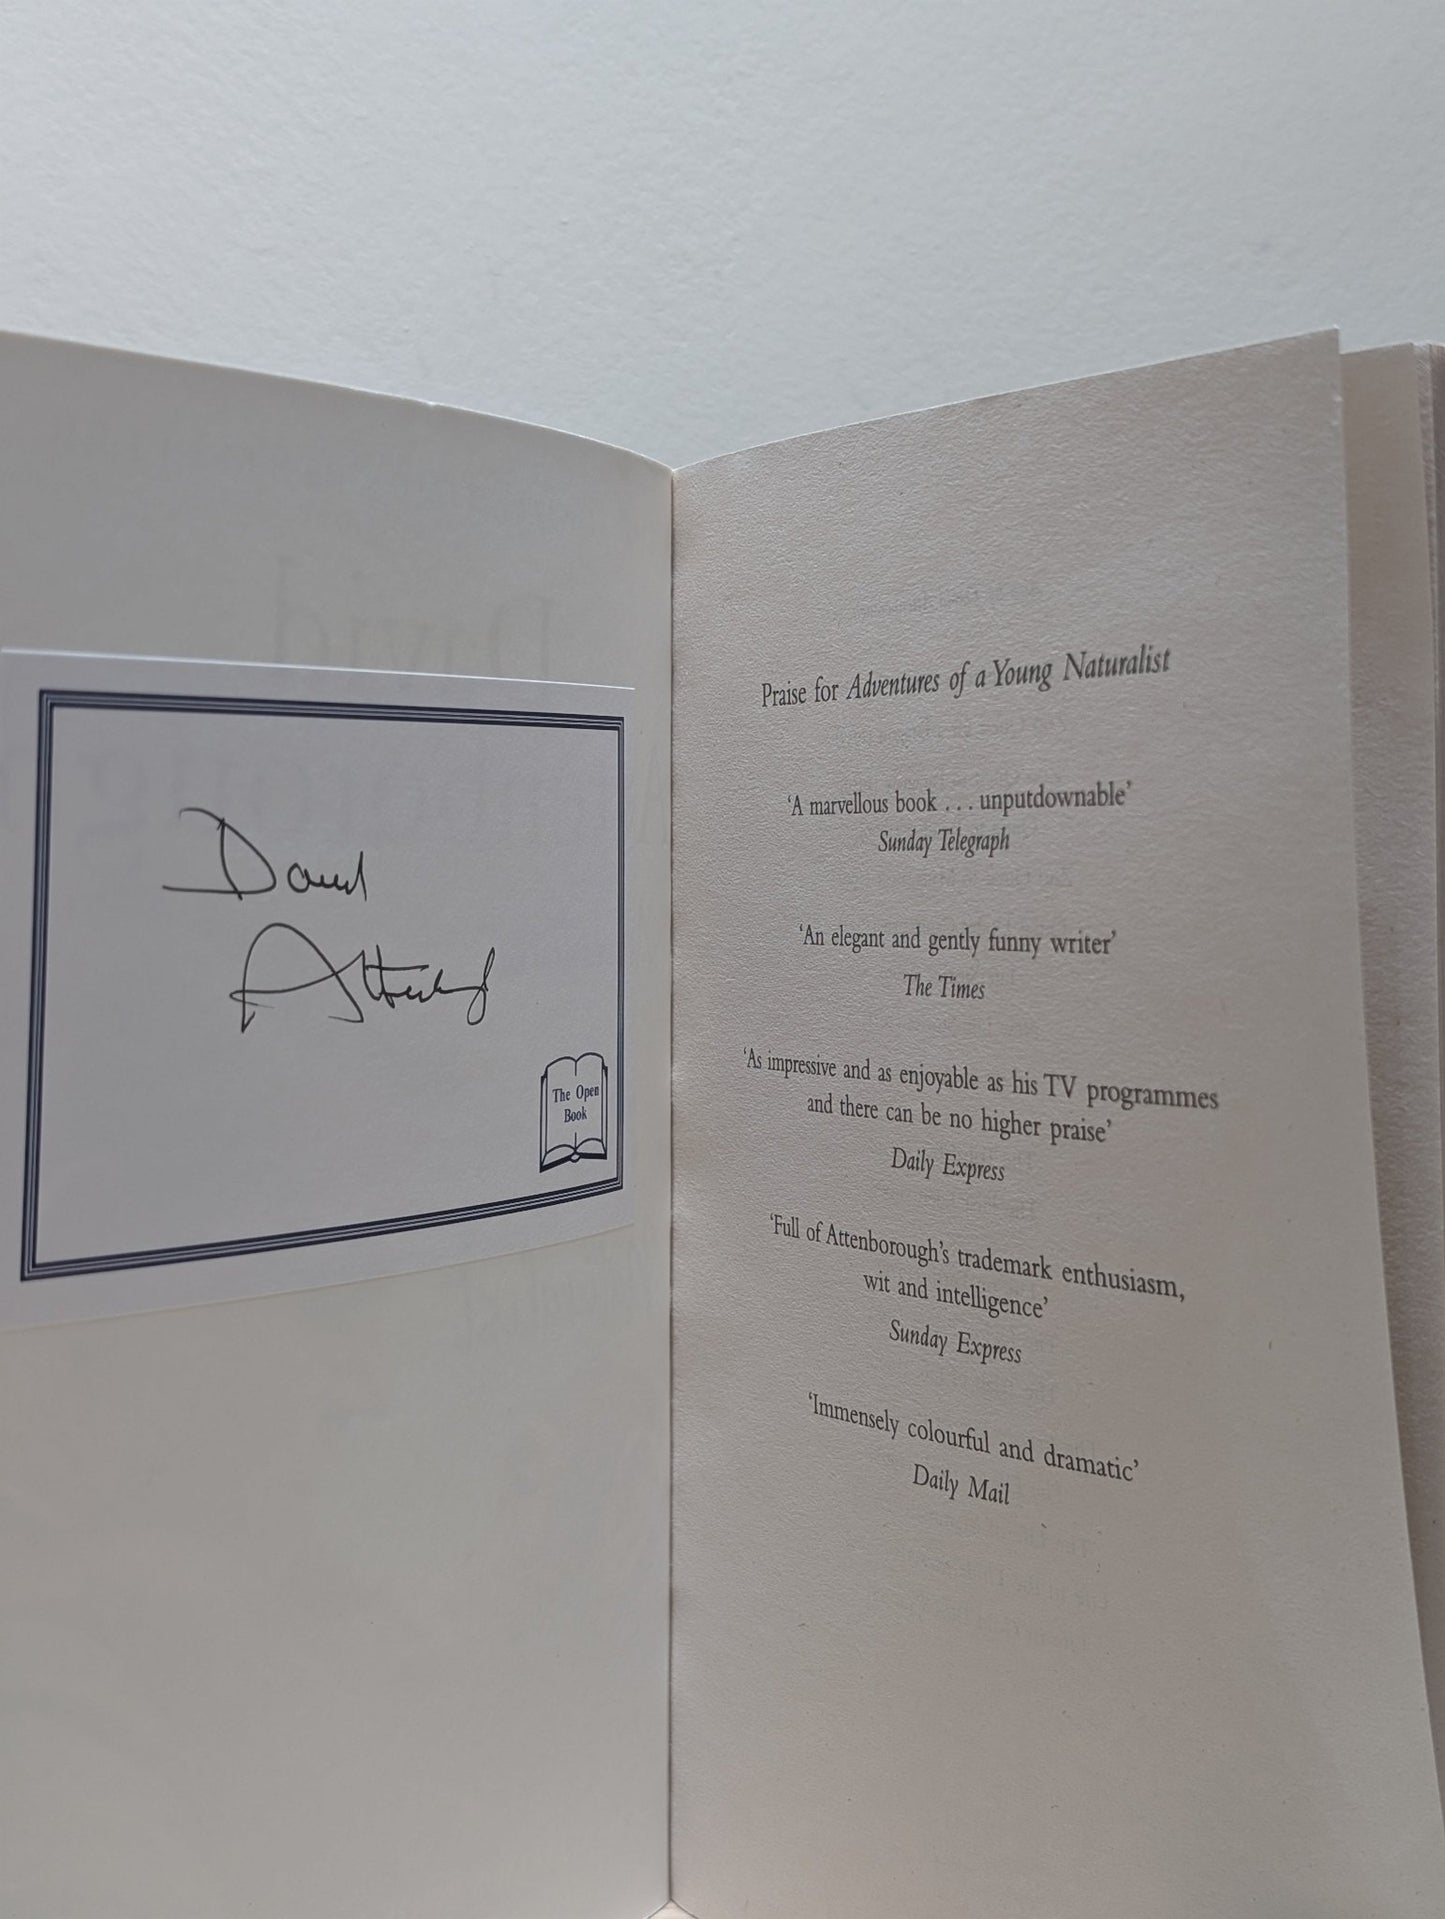 David
Attenborough
The Open
Book
Praise for Adventures of a Young Naturalist
‘A marvellous book . . . unputdownable’
Sunday Telegraph
‘An elegant and gently funny writer’
The Times
‘As impressive and as enjoyable as his TV programmes
and there can be no higher praise’
Daily Express
‘Full of Attenborough’s trademark enthusiasm,
wit and intelligence’
Sunday Express
‘Immensely colourful and dramatic’
Daily Mail